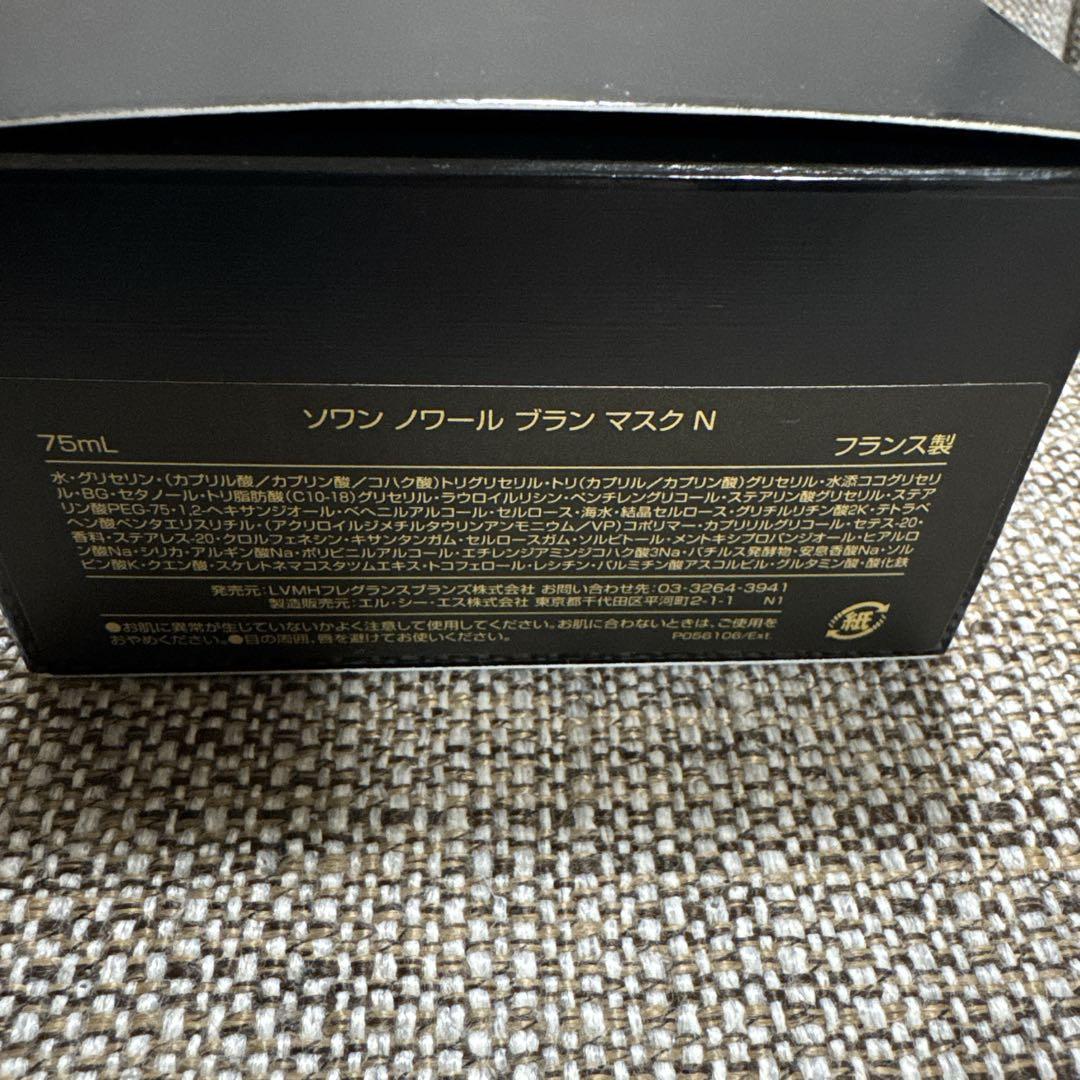 ソワン ノワール ブラン マスク N
75mL
フランス製
水・グリセリン・(カプリル酸／カプリン酸／コハク酸)トリグリセリル・トリ(カプリル／カプリン酸)グリセリル・水添ココグリセリ
ル・BG・セタノール・トリ脂肪酸(C10-18)グリセリル・ラウロイルリシン・ペンチレングリコール・ステアリン酸グリセリル・ステア
リン酸PEG-75・1,2-ヘキサンジオール・ベヘニルアルコール・セルロース・海水・結晶セルロース・グリチルリチン酸2K・テトラベ
ヘン酸ペンタエリスリチル・(アクリロイルジメチルタウリンアンモニウム／VP)コポリマー・カプリリルグリコール・セテス-20・
香料・ステアレス-20・クロルフェネシン・キサンタンガム・セルロースガム・ソルビトール・メントキシプロパンジオール・ヒアルロ
ン酸Na・シリカ・アルギン酸Na・ポリビニルアルコール・エチレンジアミンジコハク酸3Na・バチルス発酵物・安息香酸Na・ソル
ビン酸K・クエン酸・スケレトネマコスタツムエキス・トコフェロール・レシチン・パルミチン酸アスコルビル・グルタミン酸・酸化鉄
発売元：LVMHフレグランスブランズ株式会社 お問い合わせ先：03-3264-3941
製造販売元：エル・シー・エス株式会社 東京都千代田区平河町2-1-1 N1
●お肌に異常が生じていないかよく注意して使用してください。お肌に合わないときは、ご使用を
おやめください。●目の周囲、唇を避けてお使いください。
P056106/Ext.
紙